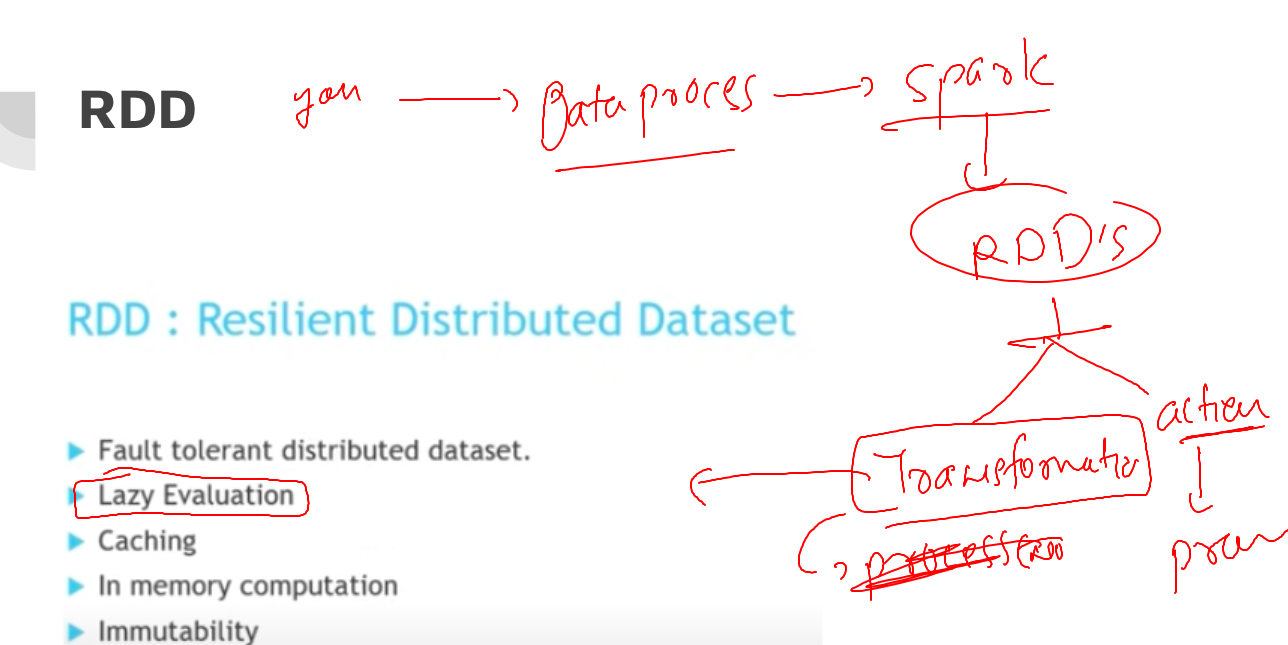 RDD
you → Data proces → Spark
RDD's
RDD : Resilient Distributed Dataset
action
Fault tolerant distributed dataset.
Transformatio
Lazy Evaluation
Caching
In memory computation
Immutability